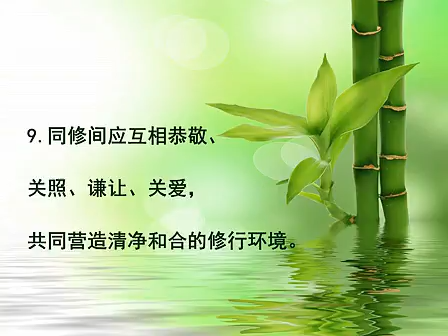 9.同修间应互相恭敬、
关照、谦让、关爱，
共同营造清净和合的修行环境。